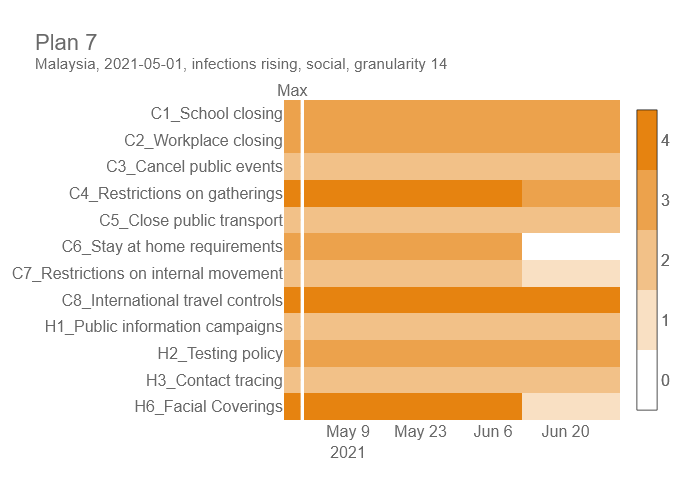 Plan 7
Malaysia, 2021-05-01, infections rising, social, granularity 14
Max
C1_School closing
C2_Workplace closing
C3_Cancel public events
C4_Restrictions on gatherings
C5_Close public transport
C6_Stay at home requirements
C7_Restrictions on internal movement
C8_International travel controls
H1_Public information campaigns
H2_Testing policy
H3_Contact tracing
H6_Facial Coverings
May 9 May 23 Jun 6 Jun 20
2021
4
3
2
1
0